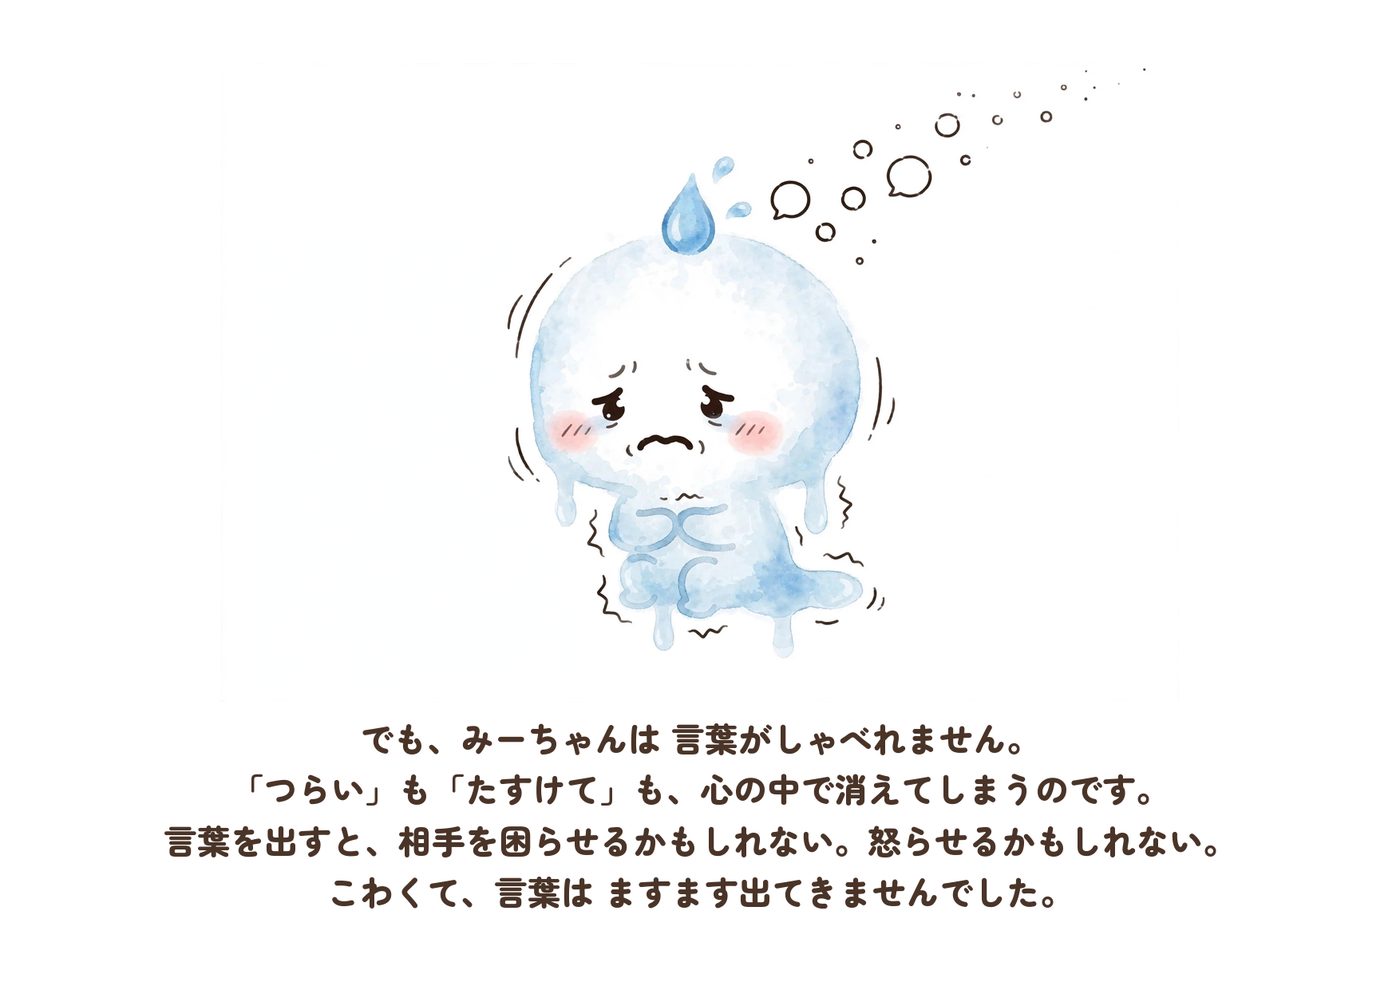 でも、みーちゃんは 言葉がしゃべれません。
「つらい」も「たすけて」も、心の中で消えてしまうのです。
言葉を出すと、相手を困らせるかもしれない。怒らせるかもしれない。
こわくて、言葉は ますます出てきませんでした。